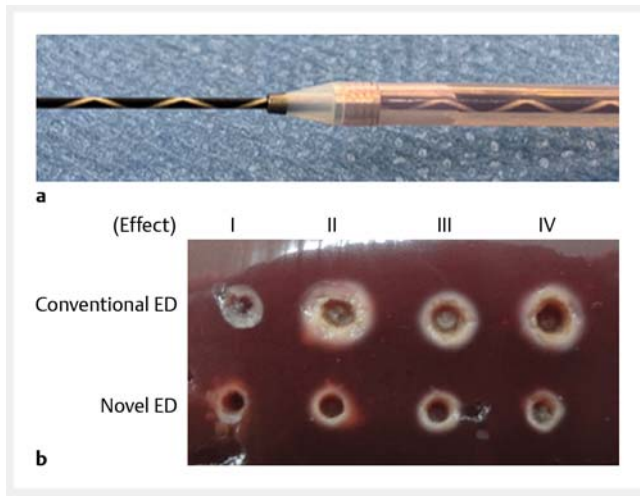 a
(Effect) I II III IV
Conventional ED
Novel ED
b